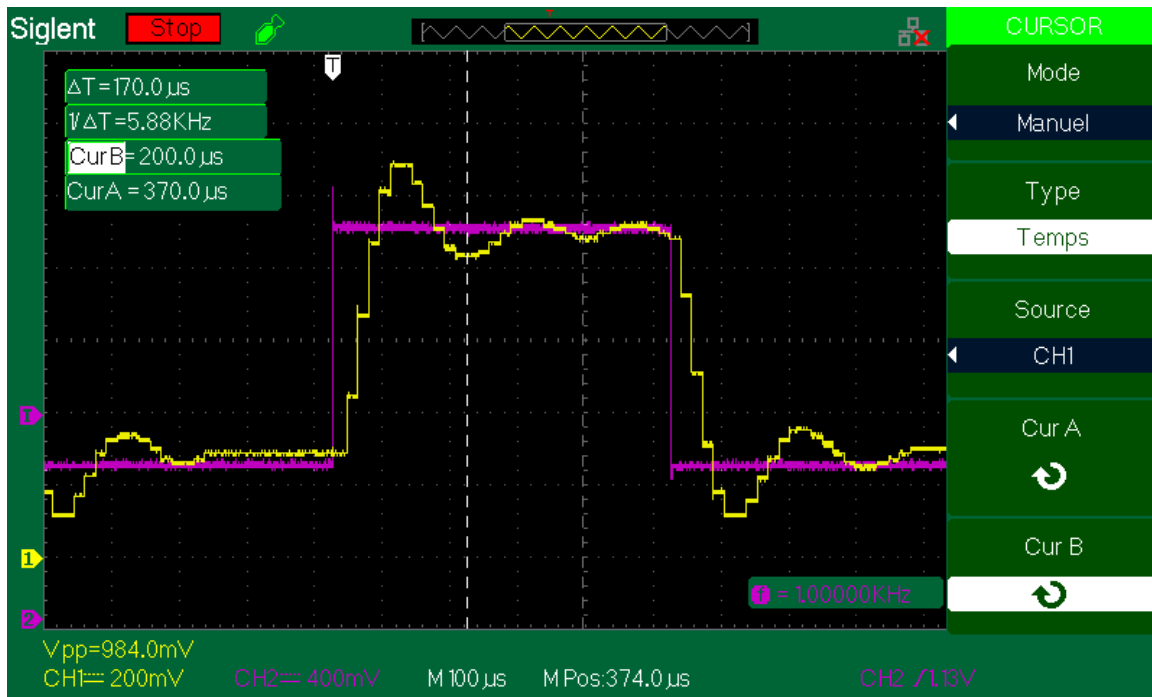 Siglent Stop T CURSOR
T
Mode
Manuel
ΔT=170.0µs
1/ΔT=5.88KHz
CurB=200.0µs
CurA=370.0µs
Type
Temps
Source
CH1
T
Cur A
Cur B
1
f = 1.00000KHz
2
Vpp=984.0mV
CH1 200mV CH2 400mV M 100µs M Pos:374.0µs CH2 /1.13V